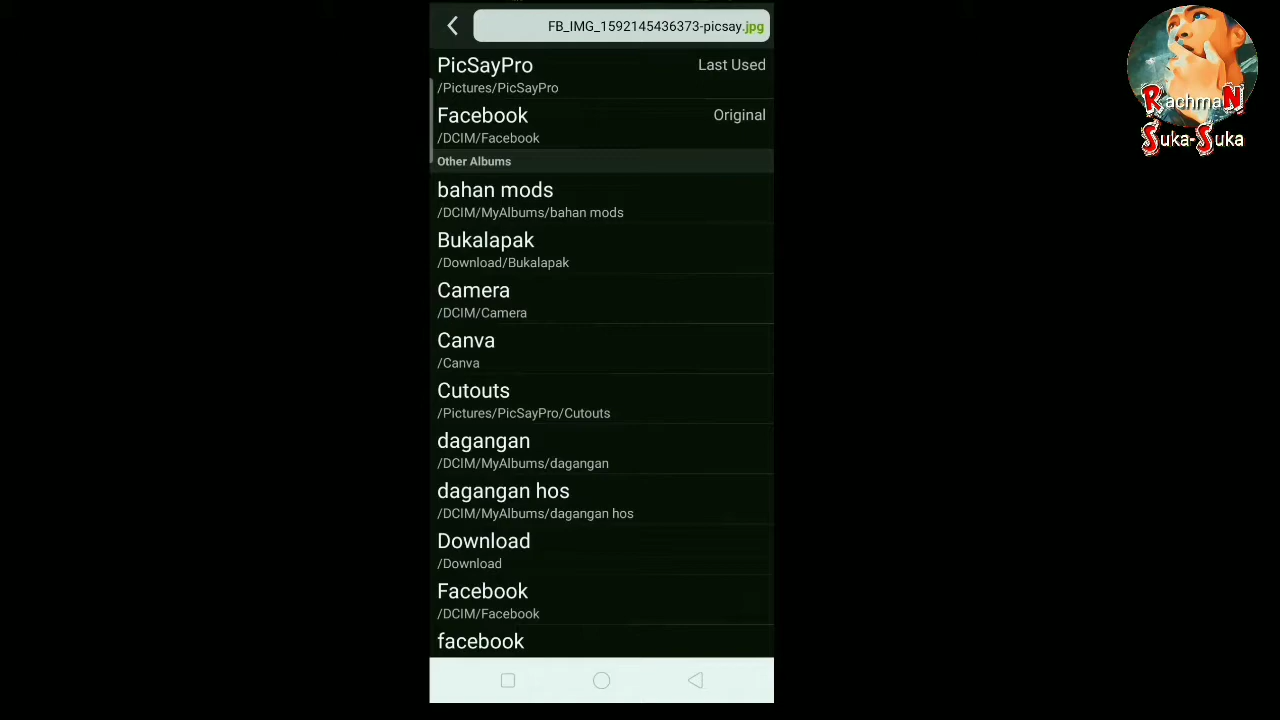 FB_IMG_1592145436373-picsay.jpg
PicSayPro
Last Used
/Pictures/PicSayPro
Facebook
Original
/DCIM/Facebook
Other Albums
bahan mods
/DCIM/MyAlbums/bahan mods
Bukalapak
/Download/Bukalapak
Camera
/DCIM/Camera
Canva
/Canva
Cutouts
/Pictures/PicSayPro/Cutouts
dagangan
/DCIM/MyAlbums/dagangan
dagangan hos
/DCIM/MyAlbums/dagangan hos
Download
/Download
Facebook
/DCIM/Facebook
facebook
RachmaN
Suka-Suka